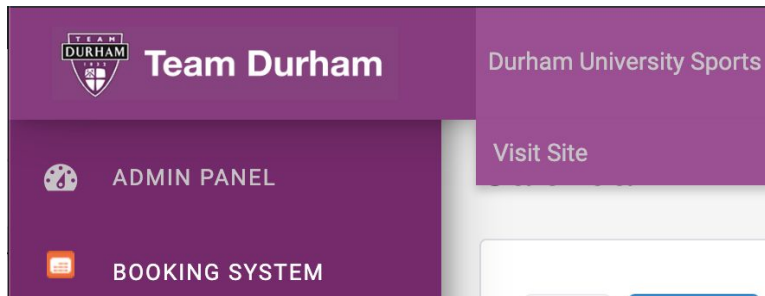 TEAM
DURHAM
Team Durham
Durham University Sports
Visit Site
ADMIN PANEL
BOOKING SYSTEM